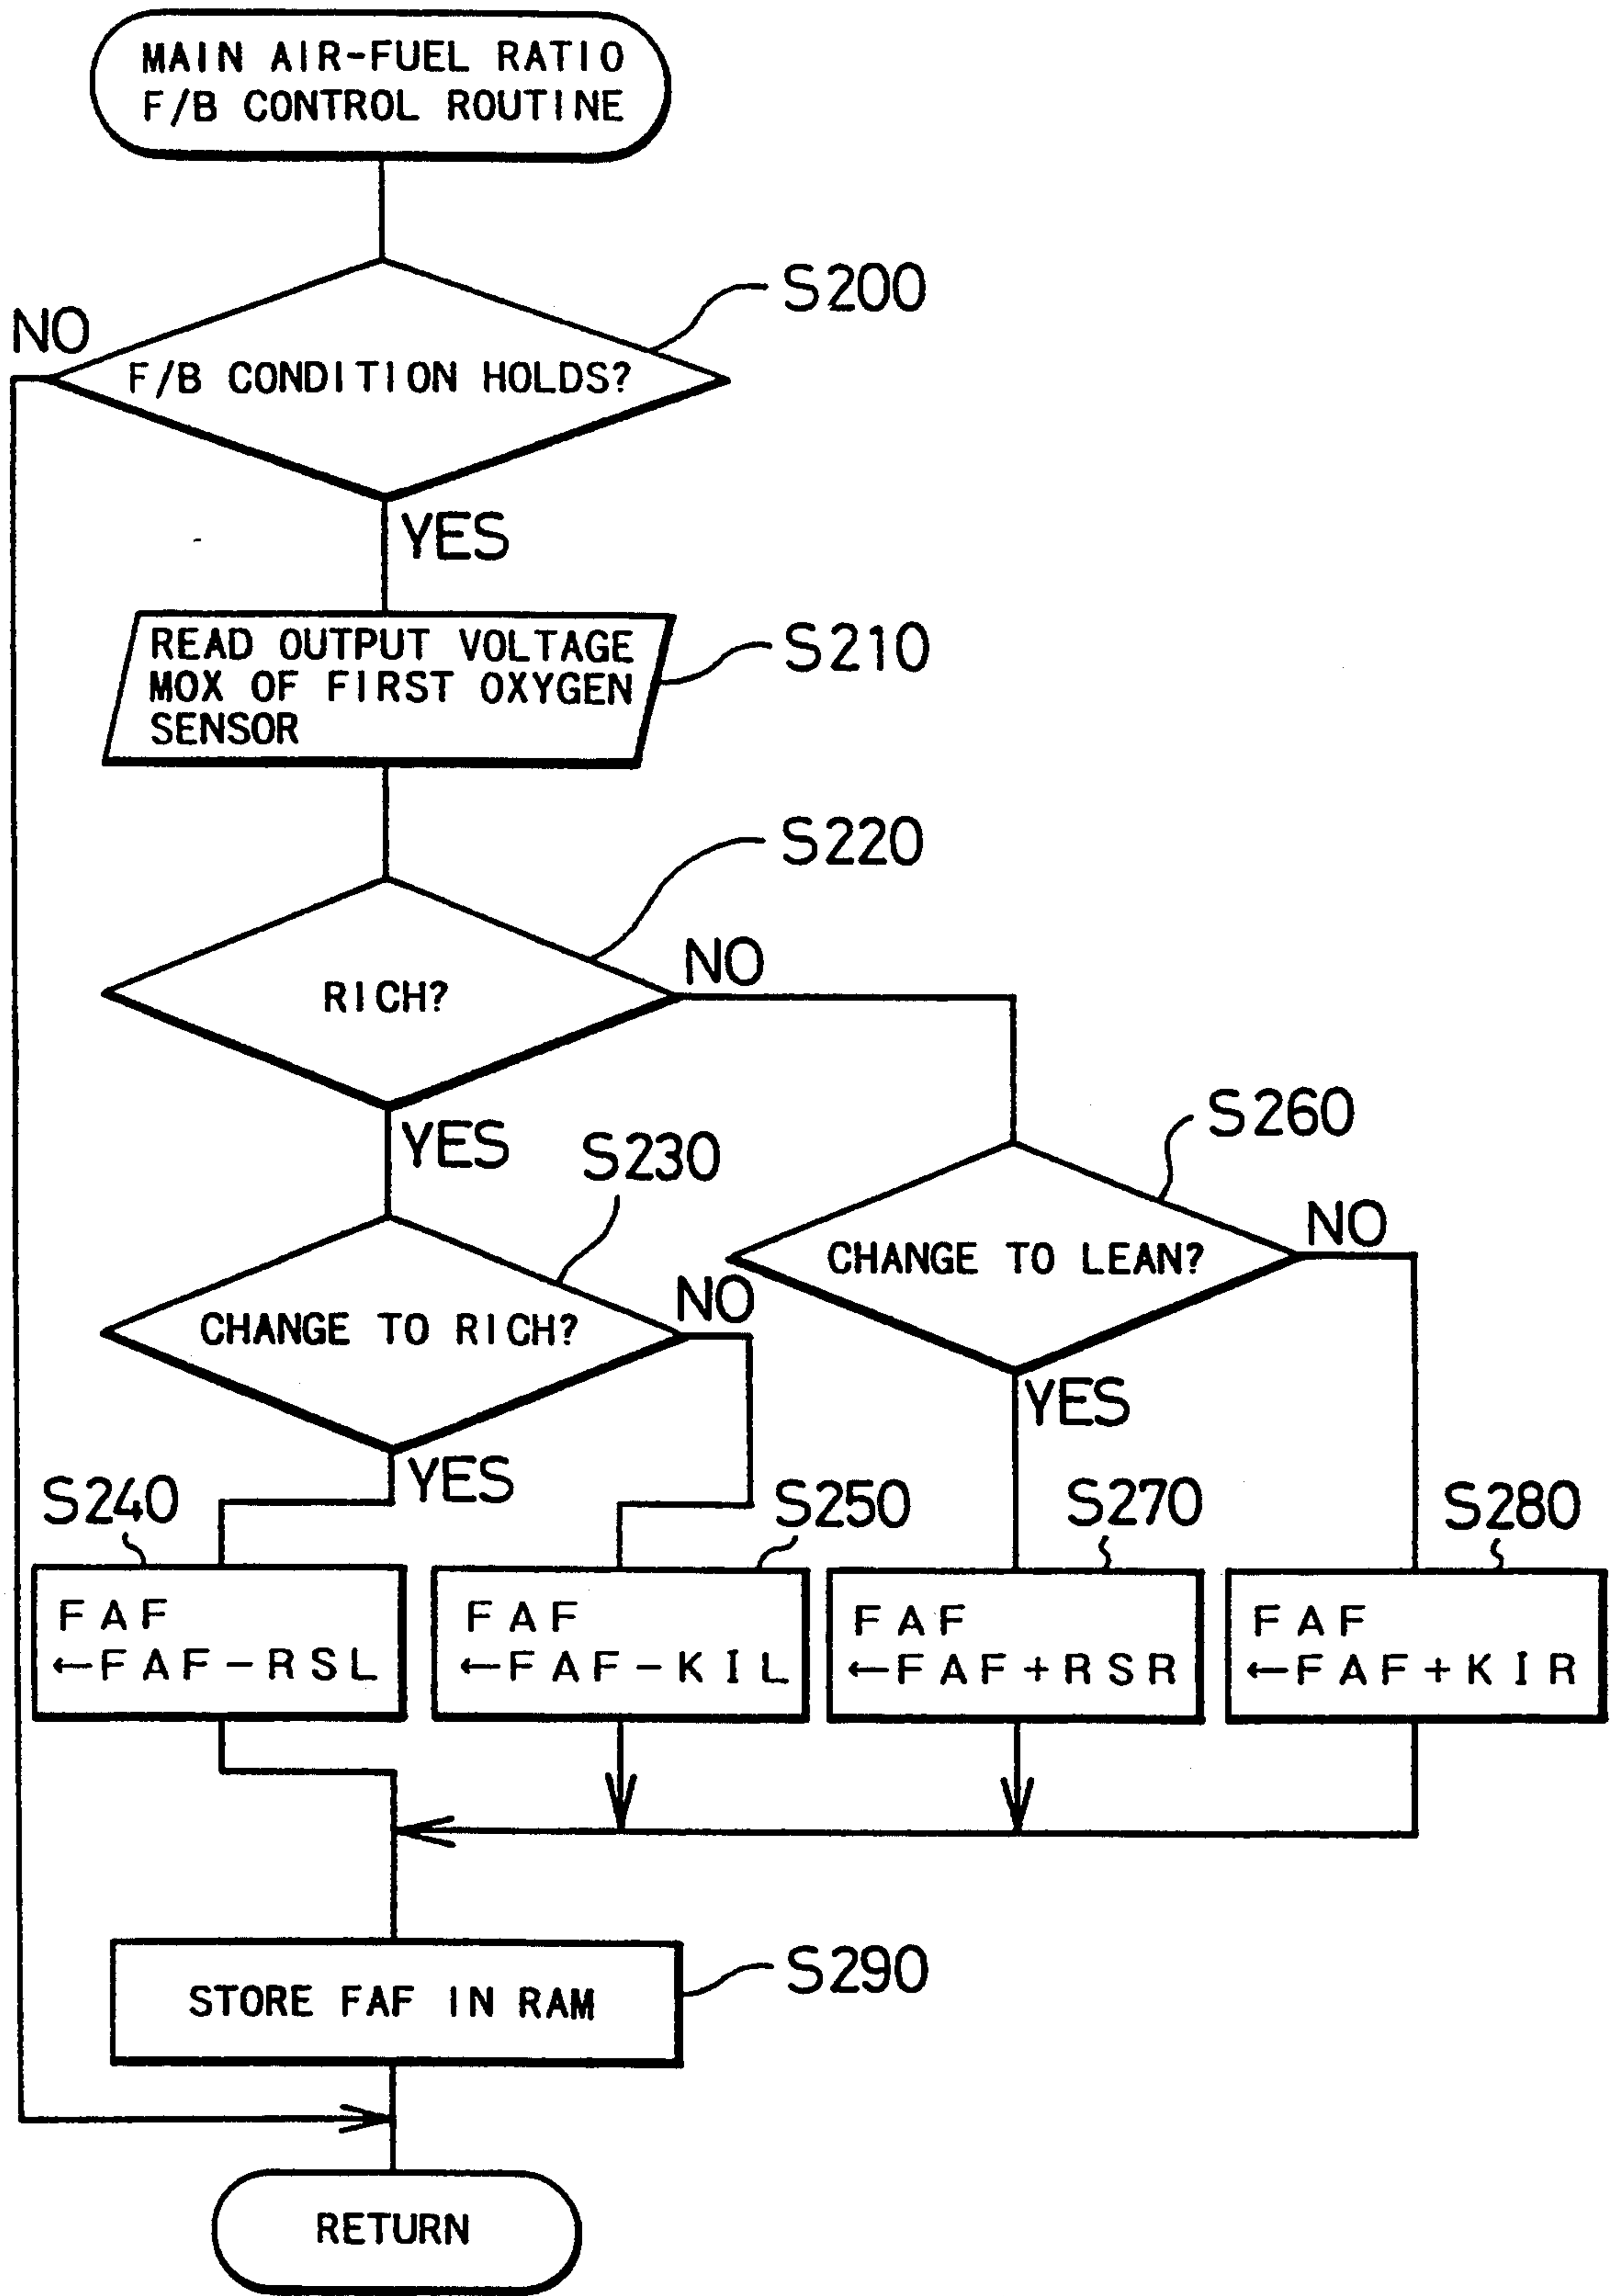 MAIN AIR-FUEL RATIO
F/B CONTROL ROUTINE
S200
NO
F/B CONDITION HOLDS?
YES
READ OUTPUT VOLTAGE
MOX OF FIRST OXYGEN
SENSOR
S210
S220
NO
RICH?
YES
S230
S260
NO
CHANGE TO LEAN?
NO
CHANGE TO RICH?
YES
YES
S240
S250
S270
S280
FAF
←FAF-RSL
FAF
←FAF-KIL
FAF
←FAF+RSR
FAF
←FAF+KIR
S290
STORE FAF IN RAM
RETURN